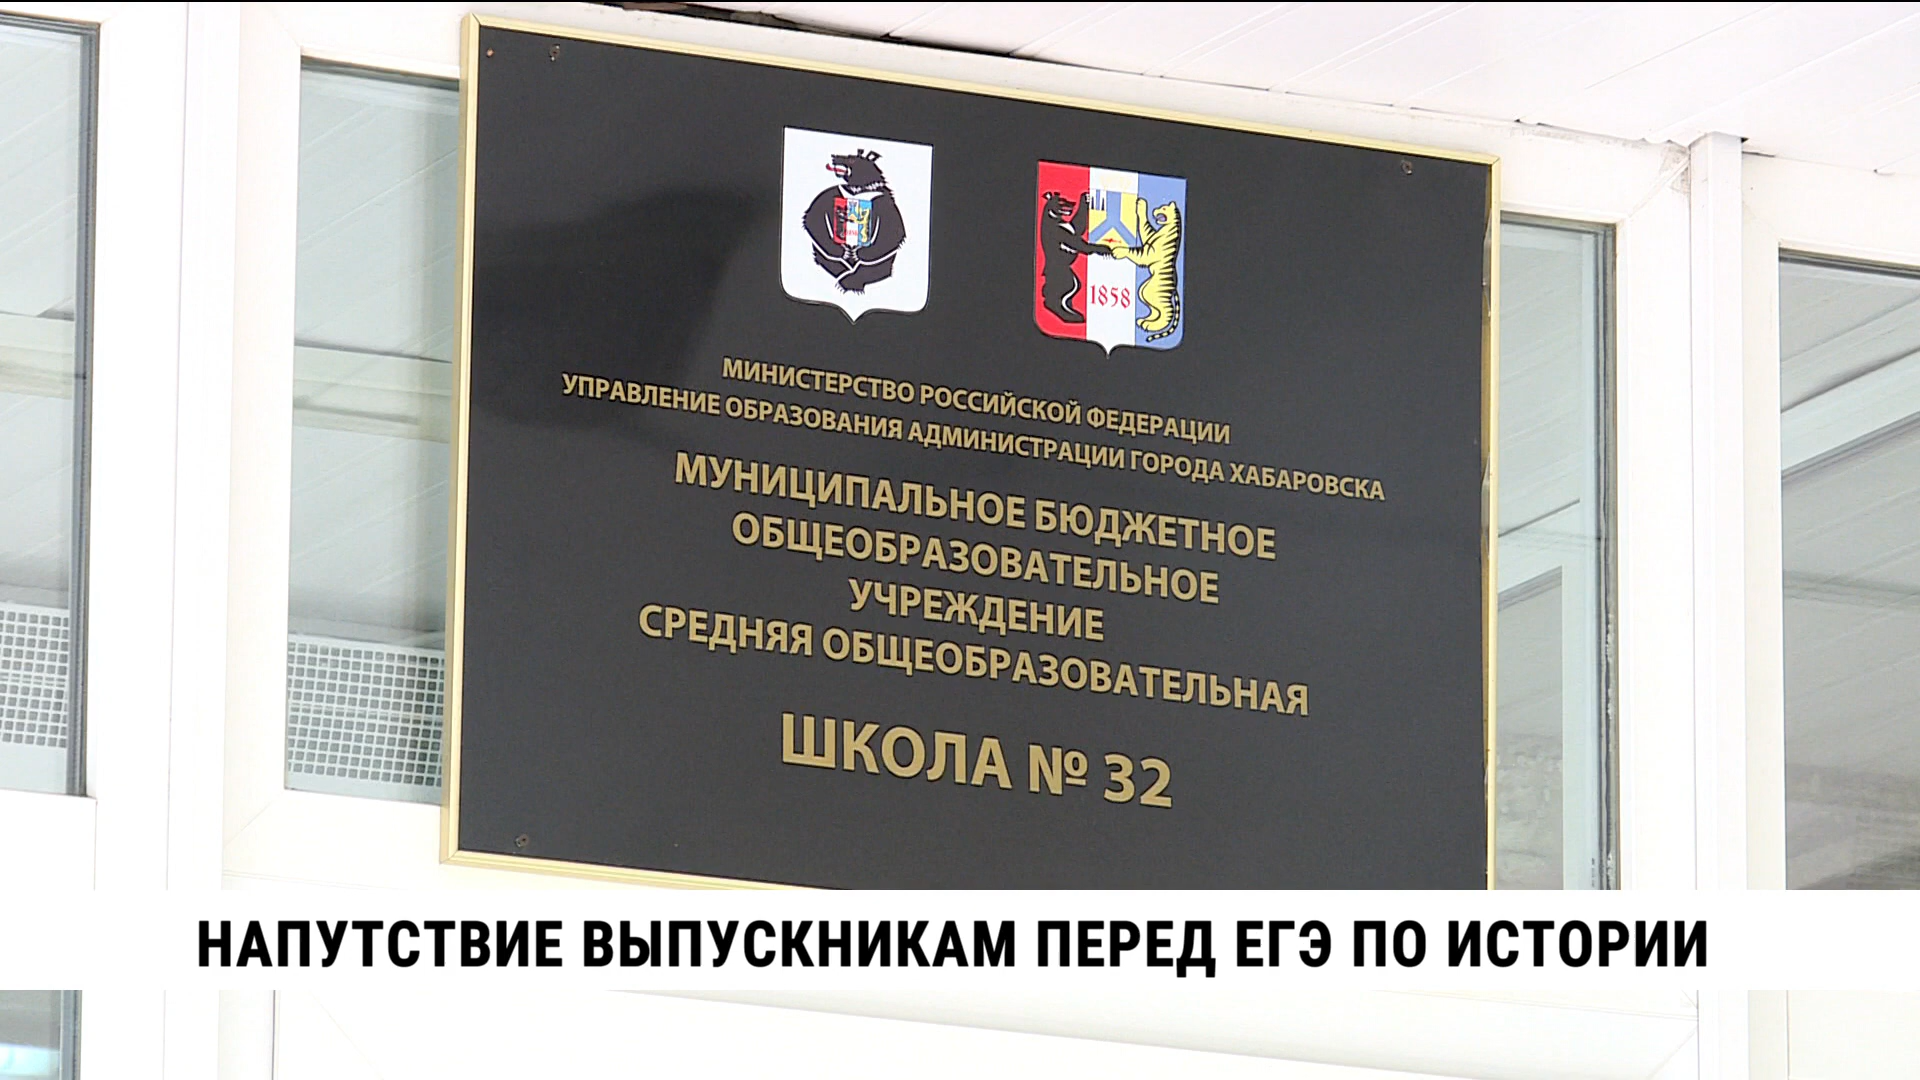 1858
МИНИСТЕРСТВО РОССИЙСКОЙ ФЕДЕРАЦИИ
УПРАВЛЕНИЕ ОБРАЗОВАНИЯ АДМИНИСТРАЦИИ ГОРОДА ХАБАРОВСКА
МУНИЦИПАЛЬНОЕ БЮДЖЕТНОЕ
ОБЩЕОБРАЗОВАТЕЛЬНОЕ
УЧРЕЖДЕНИЕ
СРЕДНЯЯ ОБЩЕОБРАЗОВАТЕЛЬНАЯ
ШКОЛА № 32
НАПУТСТВИЕ ВЫПУСКНИКАМ ПЕРЕД ЕГЭ ПО ИСТОРИИ